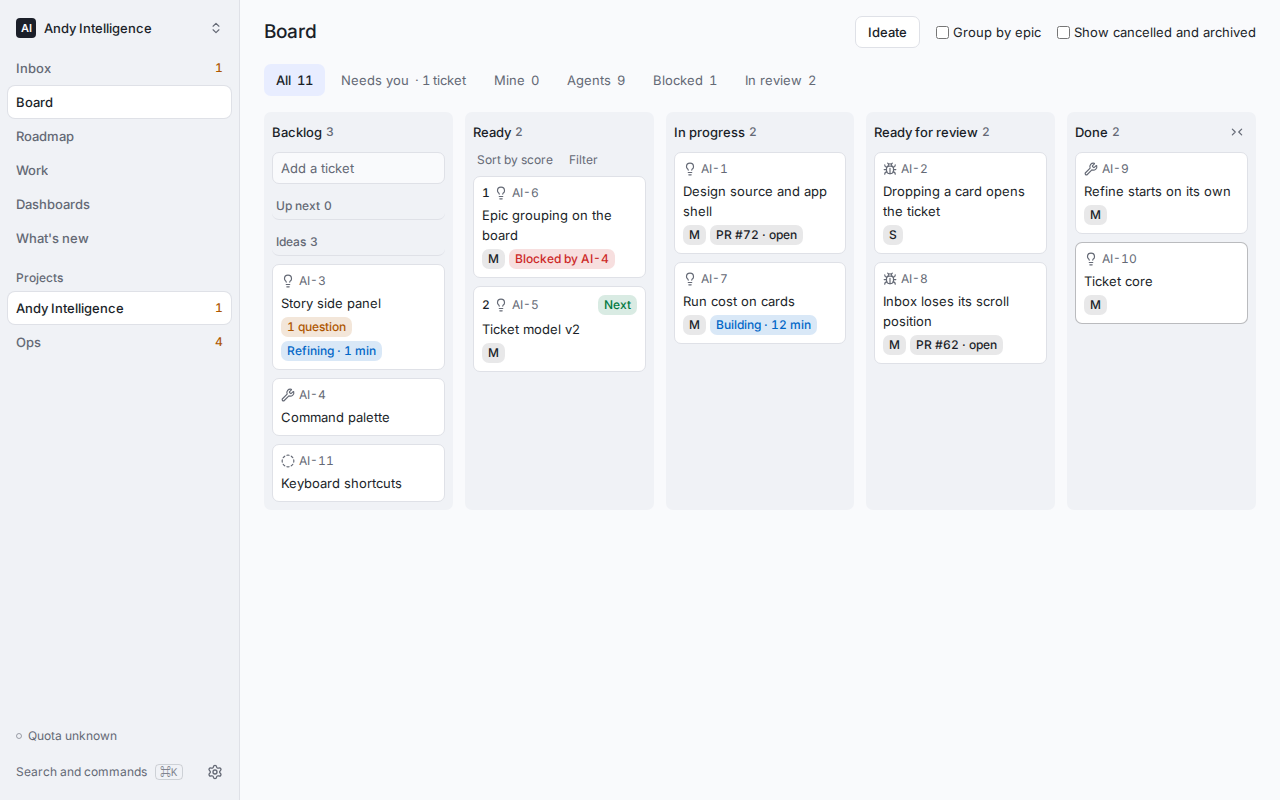 AI Andy Intelligence
Inbox 1
Board
Roadmap
Work
Dashboards
What's new
Projects
Andy Intelligence 1
Ops 4
Quota unknown
Search and commands ⌘K
Board
Ideate
Group by epic
Show cancelled and archived
All 11
Needs you · 1 ticket
Mine 0
Agents 9
Blocked 1
In review 2
Backlog 3
Add a ticket
Up next 0
Ideas 3
AI-3
Story side panel
1 question
Refining · 1 min
AI-4
Command palette
AI-11
Keyboard shortcuts
Ready 2
Sort by score Filter
1 AI-6
Epic grouping on the
board
M Blocked by AI-4
2 AI-5 Next
Ticket model v2
M
In progress 2
AI-1
Design source and app
shell
M PR #72 · open
AI-7
Run cost on cards
M Building · 12 min
Ready for review 2
AI-2
Dropping a card opens
the ticket
S
AI-8
Inbox loses its scroll
position
M PR #62 · open
Done 2
AI-9
Refine starts on its own
M
AI-10
Ticket core
M